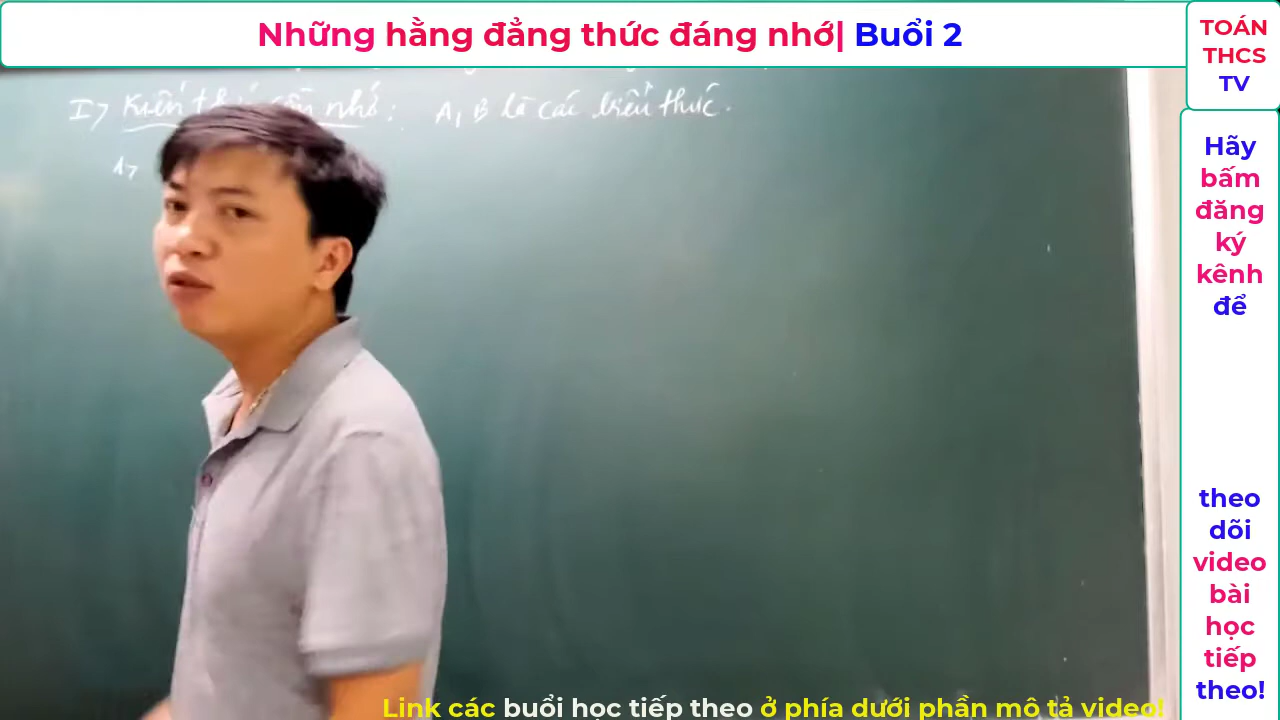 Những hằng đẳng thức đáng nhớ| Buổi 2
TOÁN
THCS
TV
I> Kiến nhớ: A, B là các biểu thức.
1>
Hãy
bấm
đăng
ký
kênh
để
theo
dõi
video
bài
học
tiếp
theo!
Link các buổi học tiếp theo ở phía dưới phần mô tả video!